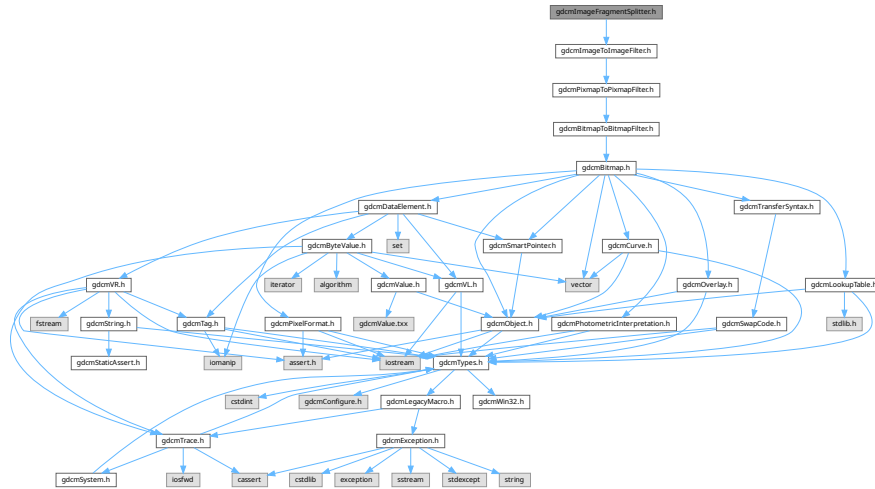 gdcmImageFragmentSplitter.h
gdcmImageToImageFilter.h
gdcmPixmapToPixmapFilter.h
gdcmBitmapToBitmapFilter.h
gdcmBitmap.h
gdcmDataElement.h
gdcmTransferSyntax.h
gdcmByteValue.h
set
gdcmSmartPointer.h
gdcmCurve.h
gdcmVR.h
iterator
algorithm
gdcmValue.h
gdcmVL.h
vector
gdcmOverlay.h
gdcmLookupTable.h
fstream
gdcmString.h
gdcmTag.h
gdcmPixelFormat.h
gdcmValue.txx
gdcmObject.h
gdcmPhotometricInterpretation.h
gdcmSwapCode.h
stdlib.h
gdcmStaticAssert.h
iomanip
assert.h
iostream
gdcmTypes.h
cstdint
gdcmConfigure.h
gdcmLegacyMacro.h
gdcmWin32.h
gdcmTrace.h
gdcmException.h
gdcmSystem.h
iosfwd
cassert
cstdlib
exception
sstream
stdexcept
string